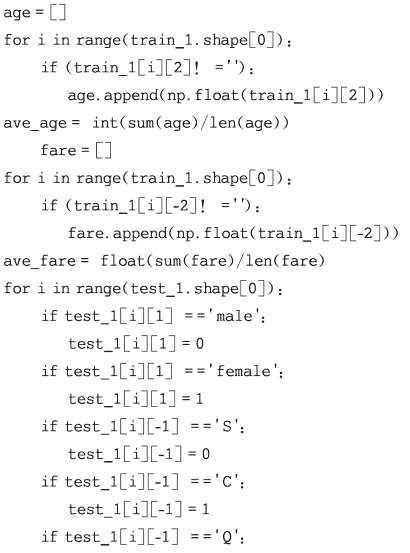 age = []
for i in range(train_1.shape[0]):
    if (train_1[i][2]! =''):
        age.append(np.float(train_1[i][2]))
ave_age = int(sum(age)/len(age))
    fare = []
for i in range(train_1.shape[0]):
    if (train_1[i][-2]! =''):
        fare.append(np.float(train_1[i][-2]))
ave_fare = float(sum(fare)/len(fare)
for i in range(test_1.shape[0]):
    if test_1[i][1] =='male':
        test_1[i][1] = 0
    if test_1[i][1] =='female':
        test_1[i][1] = 1
    if test_1[i][-1] =='S':
        test_1[i][-1] = 0
    if test_1[i][-1] =='C':
        test_1[i][-1] = 1
    if test_1[i][-1] =='Q':